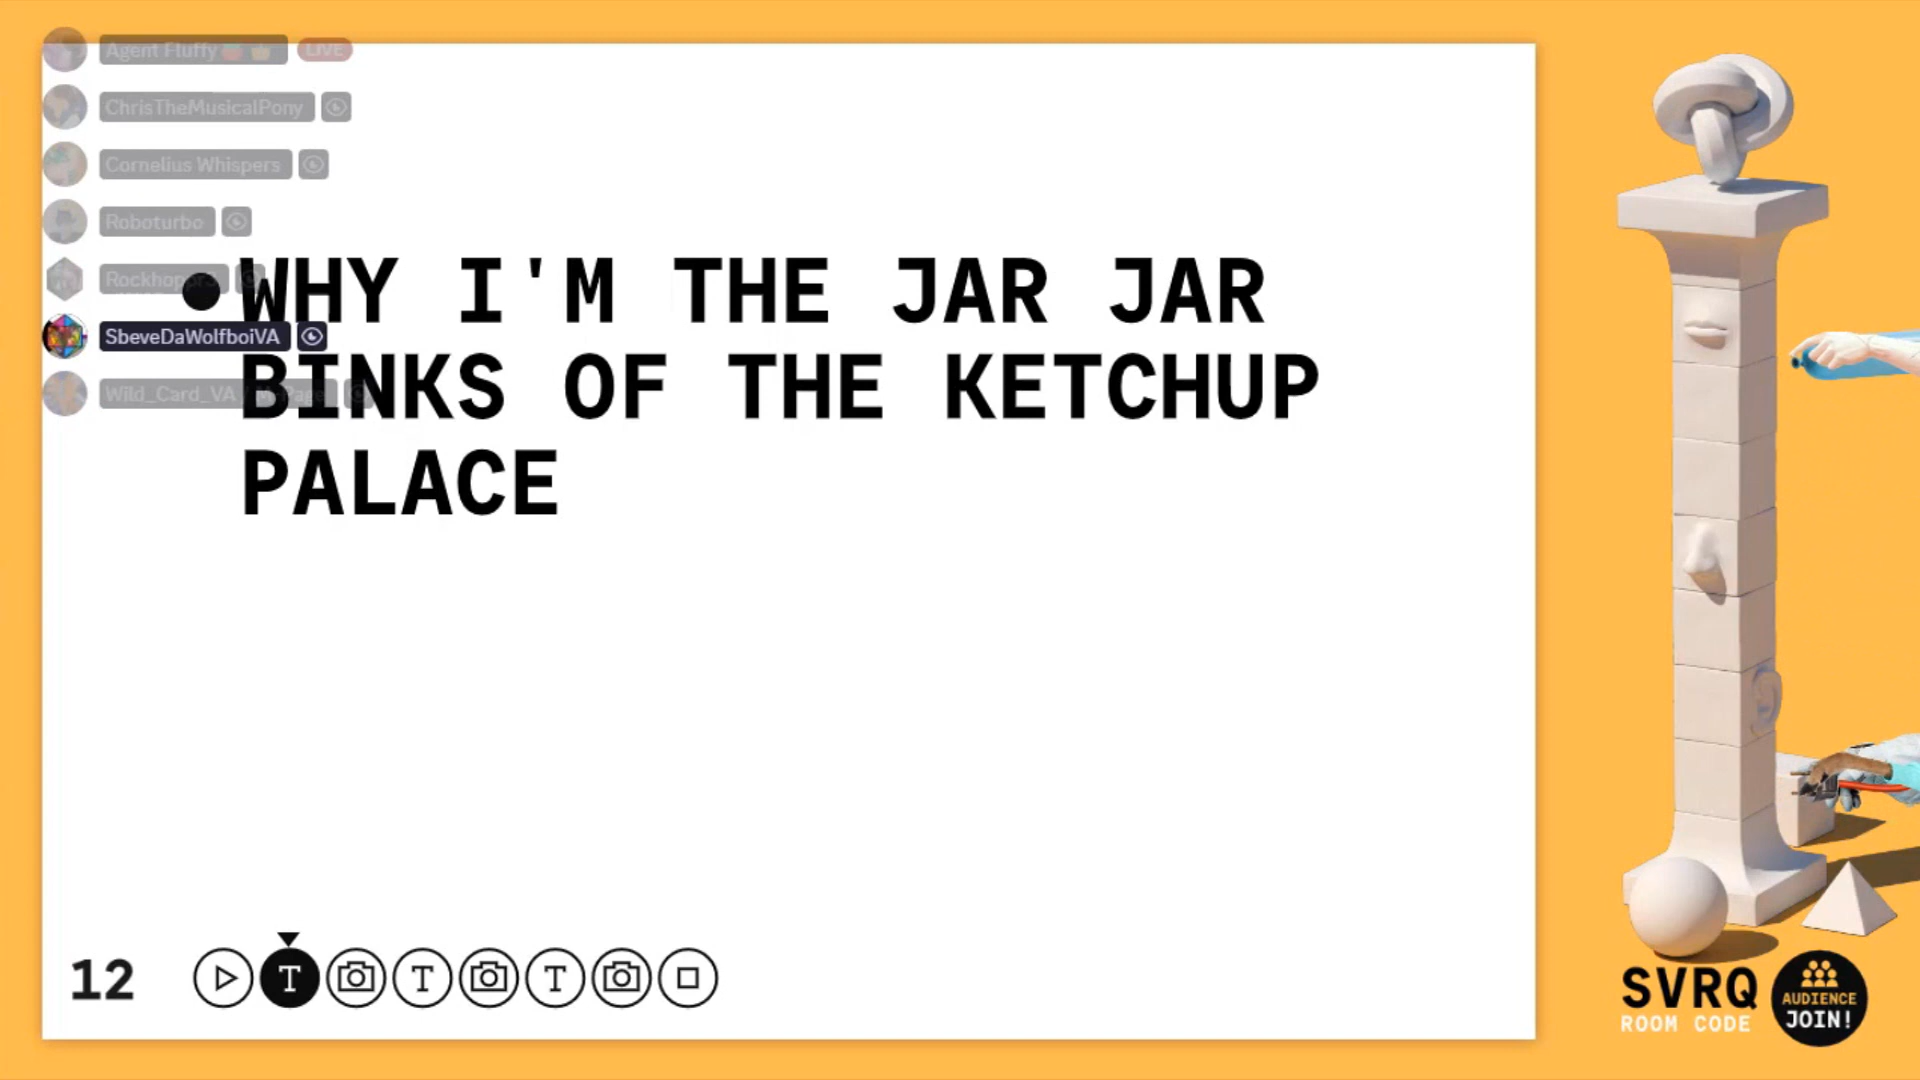 Agent Fluffy LIVE
ChrisTheMusicalPony
Cornelius Whispers
Roboturbo
• WHY I'M THE JAR JAR
SbeveDaWolfboiVA
BINKS OF THE KETCHUP
Wild_Card_VA
PALACE
12
T
T
T
SVRQ
ROOM CODE
AUDIENCE
JOIN!